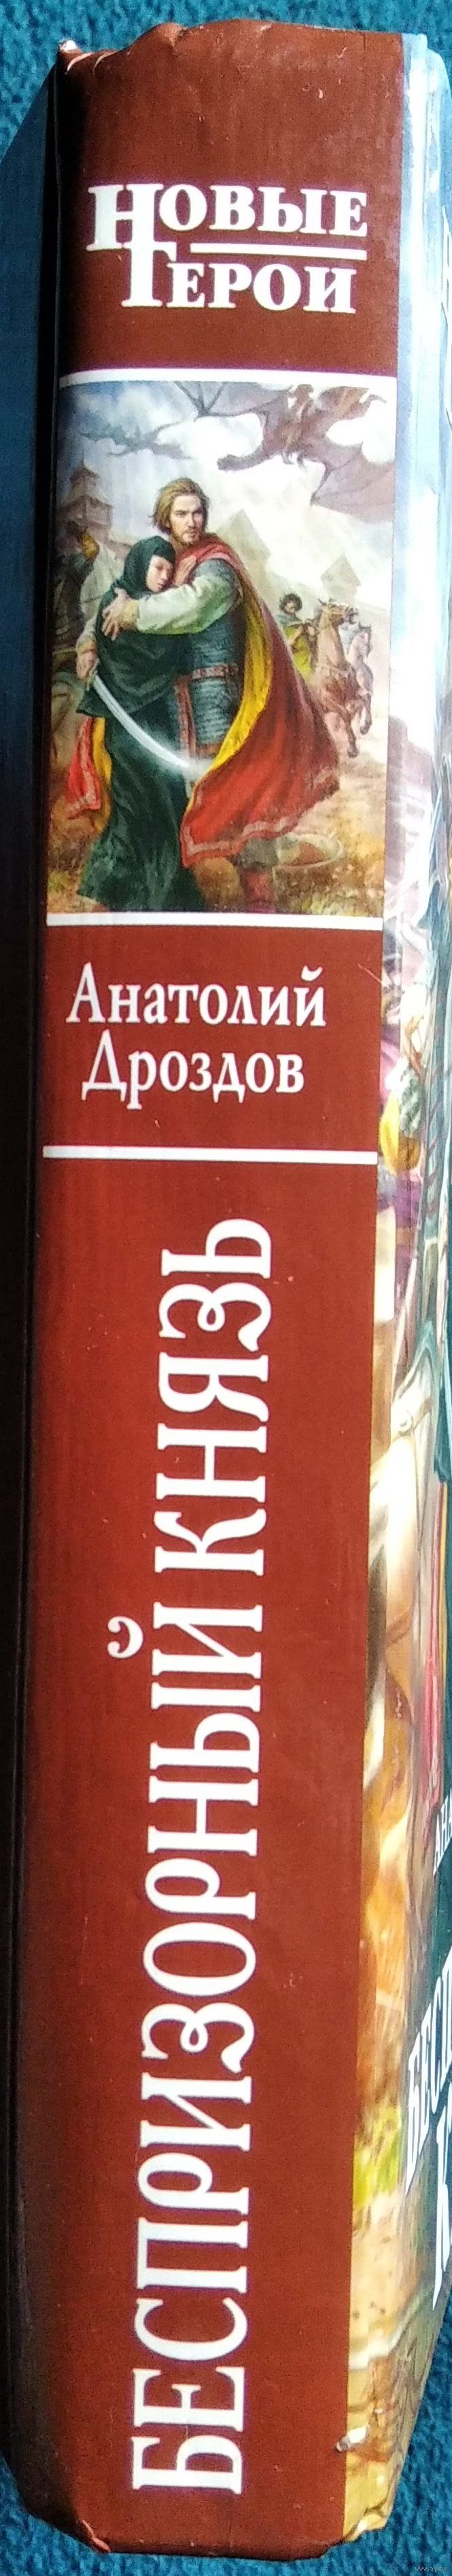 НОВЫЕ
ГЕРОИ
Анатолий
Дроздов
БЕСПРИЗОРНЫЙ КНЯЗЬ